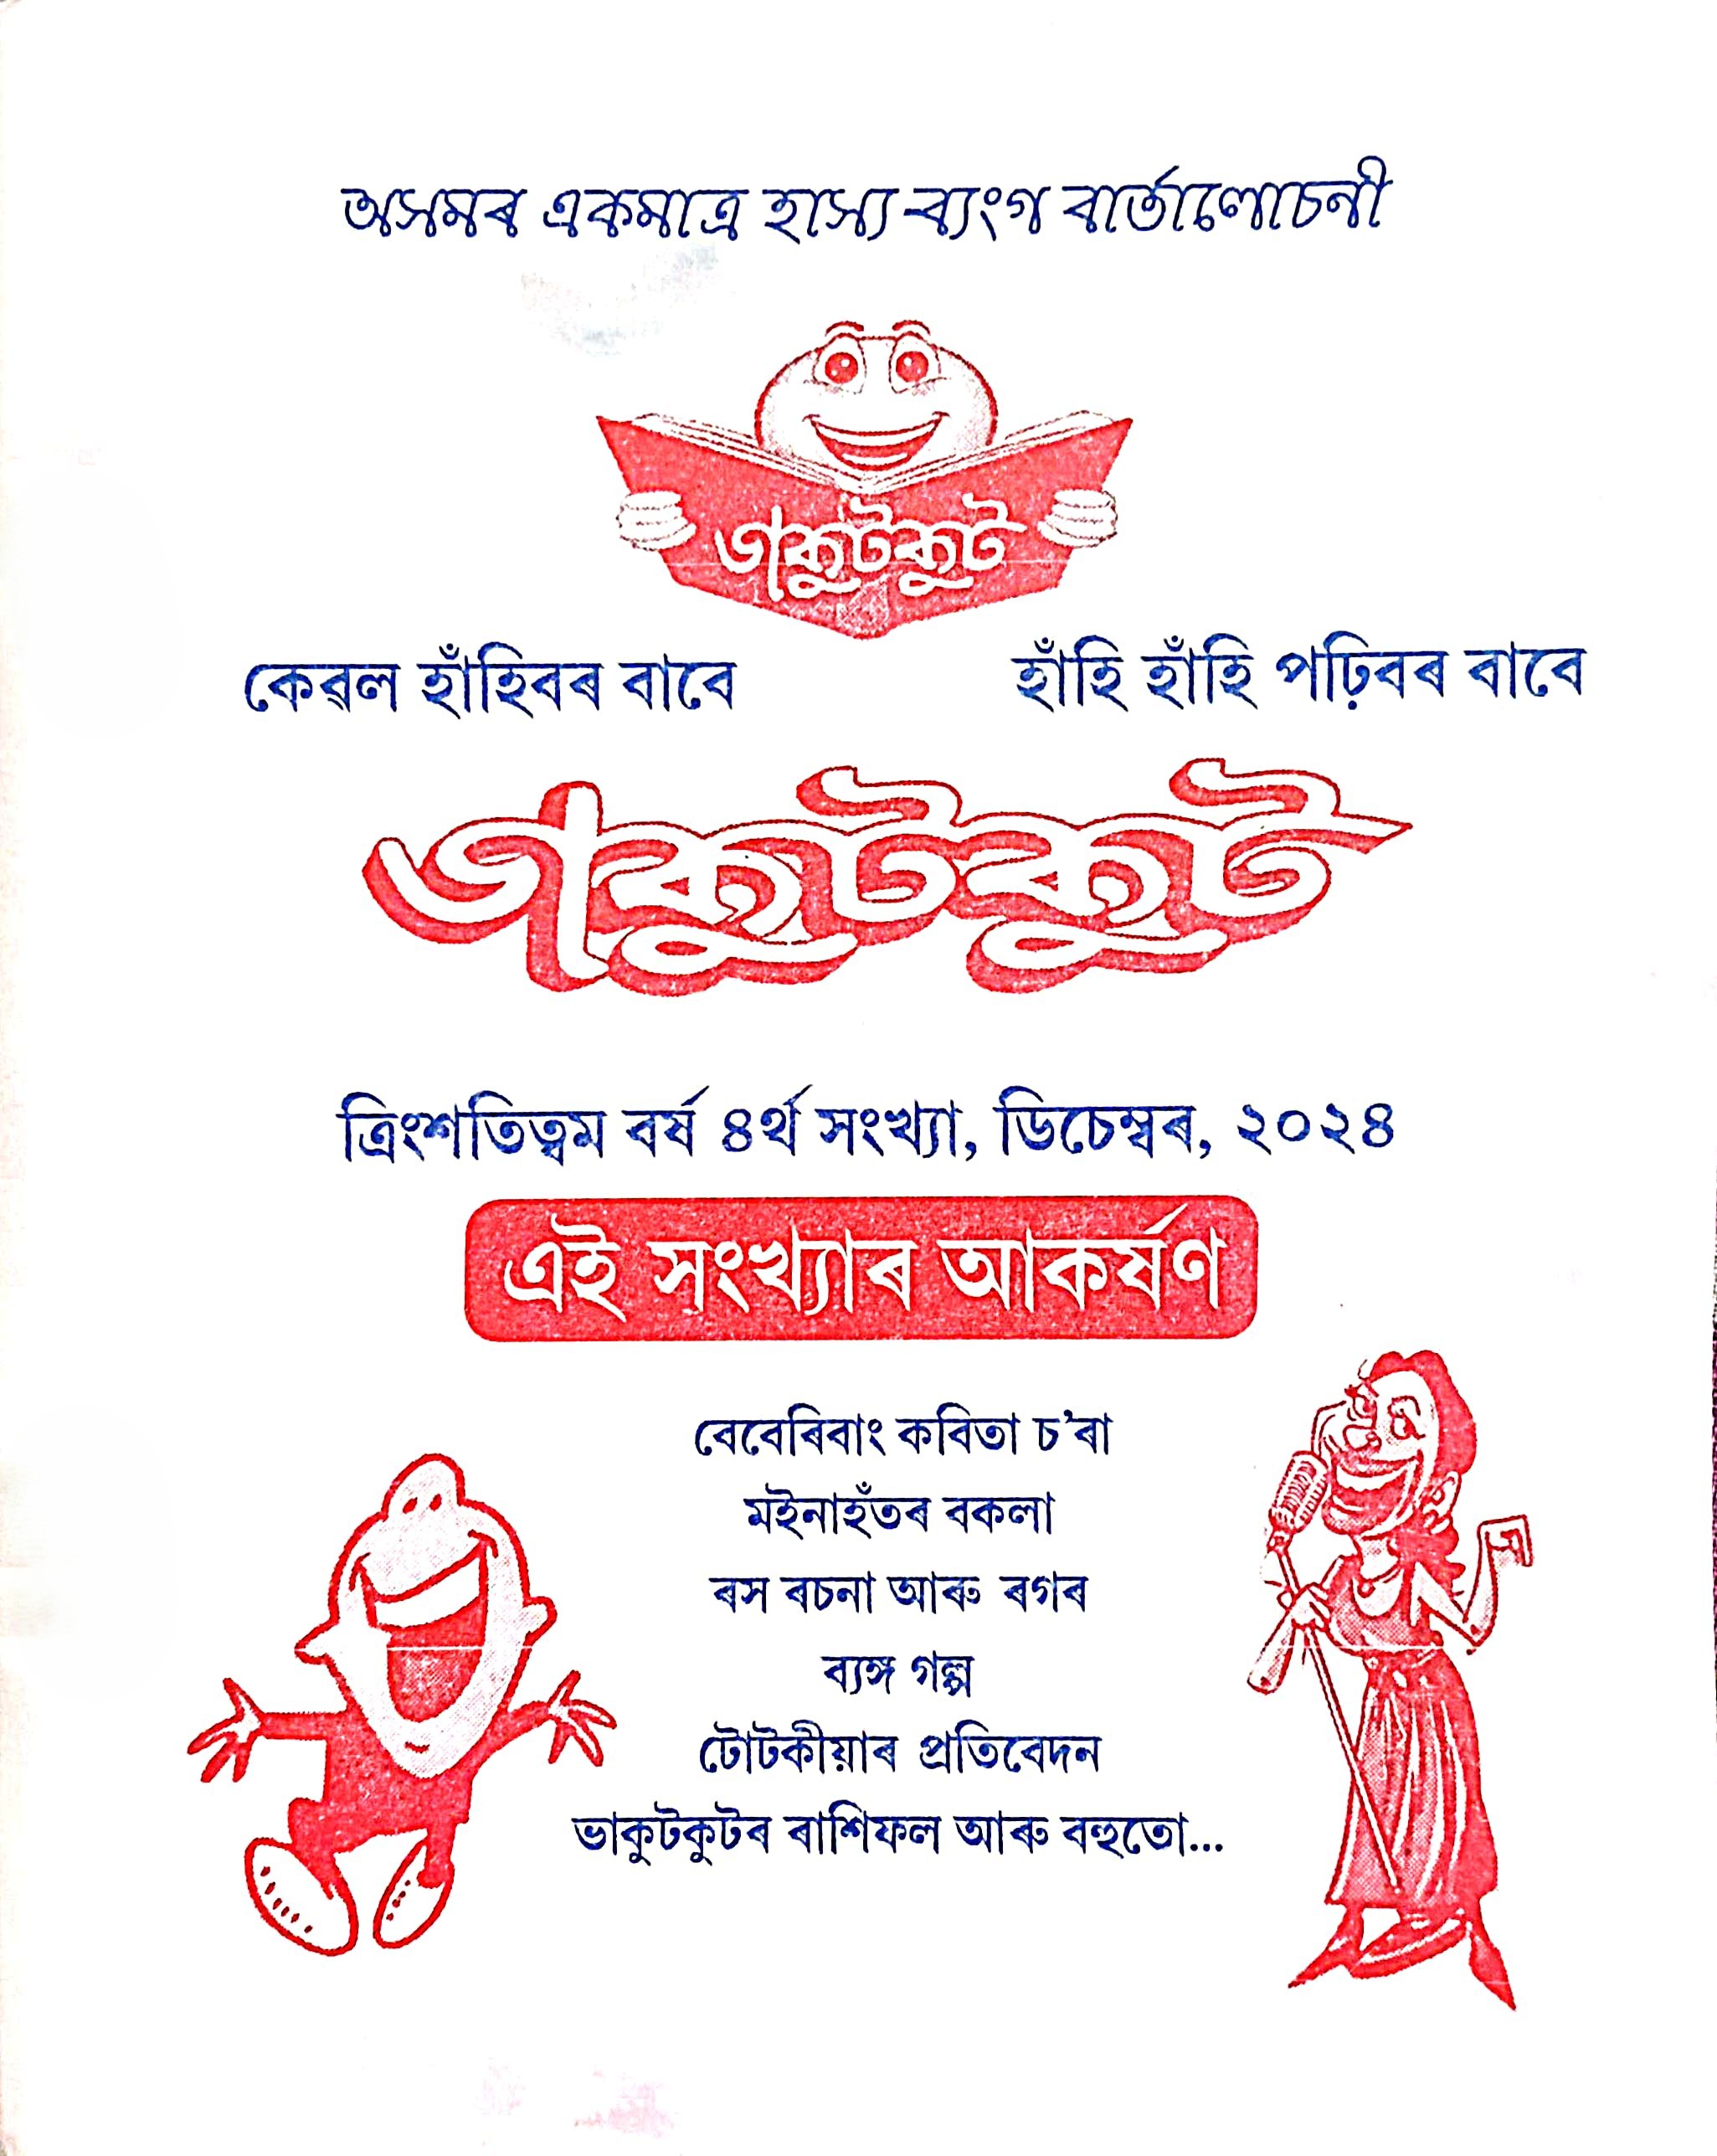 অসমৰ একমাত্ৰ হাস্য-ব্যংগ বাৰ্তালোচনী
ভাকুটকুট
কেৱল হাঁহিবৰ বাবে
হাঁহি হাঁহি পঢ়িবৰ বাবে
ভাকুটকুট
ত্ৰিংশতিত্বম বৰ্ষ ৪ৰ্থ সংখ্যা, ডিচেম্বৰ, ২০২৪
এই সংখ্যাৰ আকৰ্ষণ
বেবেৰিবাং কবিতা চ'ৰা
মইনাহঁতৰ বকলা
ৰস ৰচনা আৰু ৰগৰ
ব্যঙ্গ গল্প
টোটকীয়াৰ প্ৰতিবেদন
ভাকুটকুটৰ ৰাশিফল আৰু বহুতো...